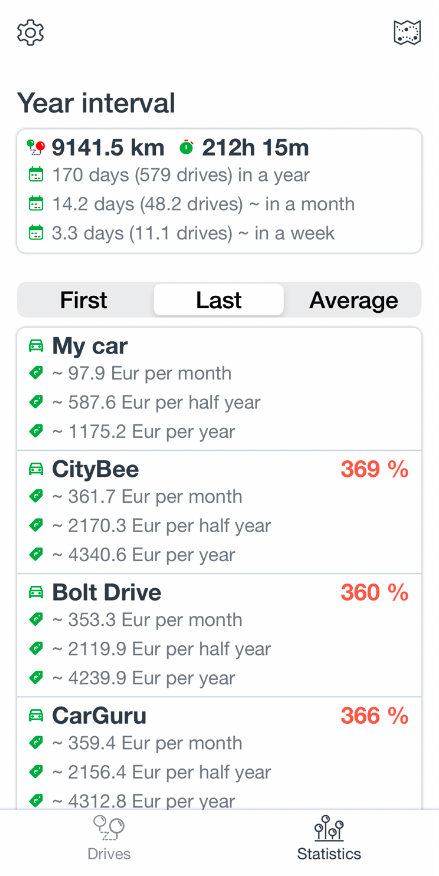 Year interval
9141.5 km 212h 15m
170 days (579 drives) in a year
14.2 days (48.2 drives) ~ in a month
3.3 days (11.1 drives) ~ in a week
First Last Average
My car
~ 97.9 Eur per month
~ 587.6 Eur per half year
~ 1175.2 Eur per year
CityBee 369 %
~ 361.7 Eur per month
~ 2170.3 Eur per half year
~ 4340.6 Eur per year
Bolt Drive 360 %
~ 353.3 Eur per month
~ 2119.9 Eur per half year
~ 4239.9 Eur per year
CarGuru 366 %
~ 359.4 Eur per month
~ 2156.4 Eur per half year
~ 4312.8 Eur per year
Drives Statistics